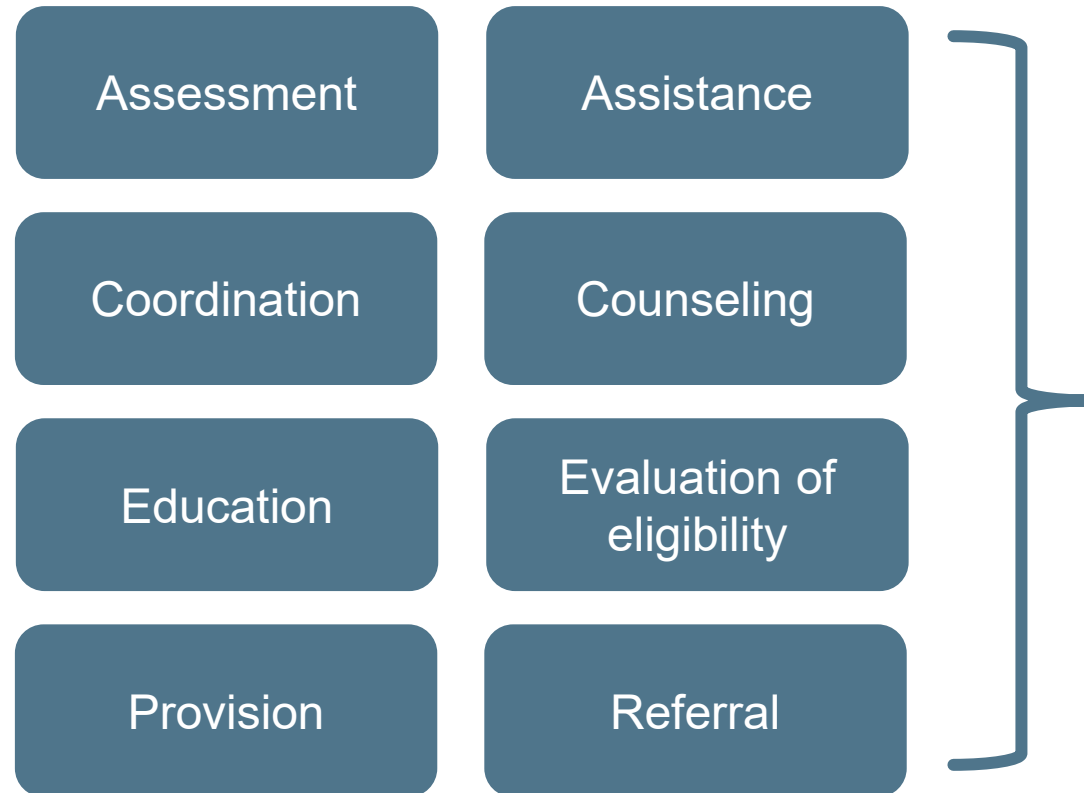 Assessment
Assistance
Coordination
Counseling
Education
Evaluation of
eligibility
Provision
Referral